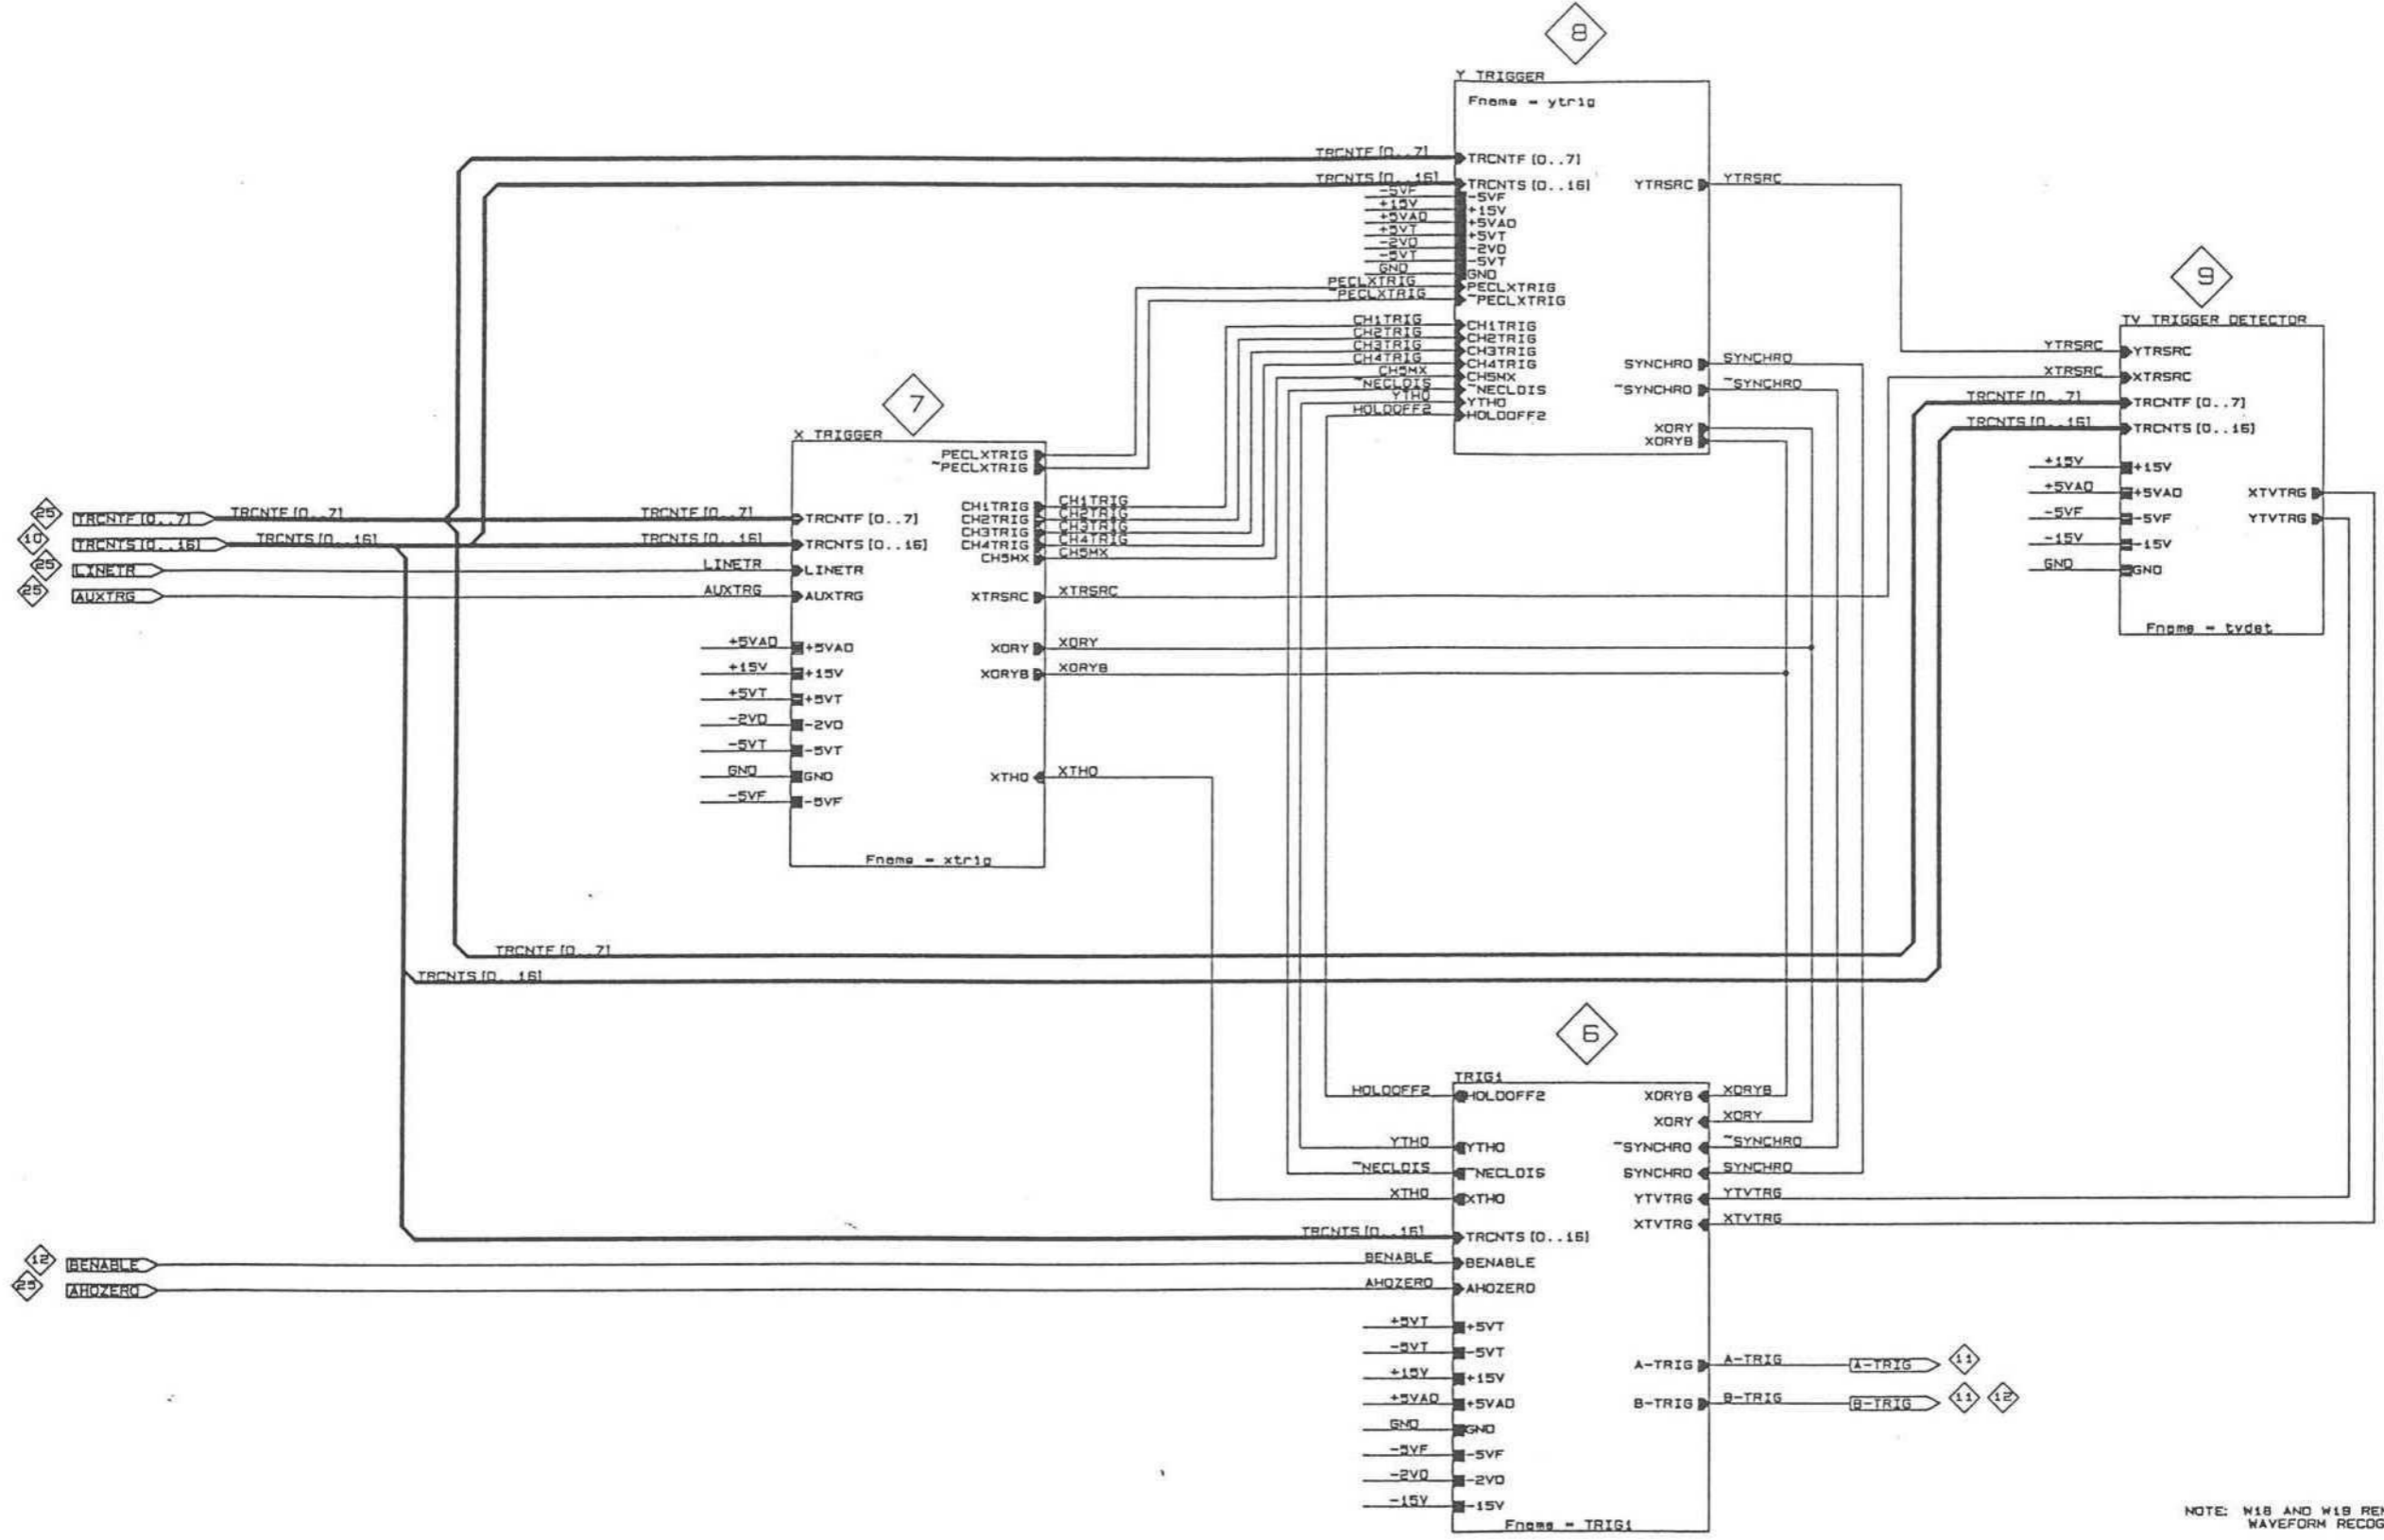 8
Y TRIGGER
Fname = ytrig
TRCNTF [0..7]
TRCNTF [0..7]
TRCNTS [0..16]
TRCNTS [0..16]
-5VF
-5VF
+15V
+15V
+5VAD
+5VAD
+5VT
+5VT
-2VD
-2VD
-5VT
-5VT
GND
GND
PECLXTRIG
PECLXTRIG
~PECLXTRIG
~PECLXTRIG
CH1TRIG
CH1TRIG
CH2TRIG
CH2TRIG
CH3TRIG
CH3TRIG
CH4TRIG
CH4TRIG
CH5MX
CH5MX
~NECLDIS
~NECLDIS
YTHO
YTHO
HOLDOFF2
HOLDOFF2
YTRSRC
YTRSRC
SYNCHRO
SYNCHRO
~SYNCHRO
~SYNCHRO
XORY
XORYB
9
TV TRIGGER DETECTOR
YTRSRC
YTRSRC
XTRSRC
XTRSRC
TRCNTF [0..7]
TRCNTF [0..7]
TRCNTS [0..16]
TRCNTS [0..16]
+15V
+15V
+5VAD
+5VAD
-5VF
-5VF
-15V
-15V
GND
GND
XTVTRG
YTVTRG
Fname = tvdet
7
X TRIGGER
PECLXTRIG
~PECLXTRIG
25
TRCNTF [0..7]
TRCNTF [0..7]
TRCNTF [0..7]
TRCNTF [0..7]
10
TRCNTS [0..16]
TRCNTS [0..16]
TRCNTS [0..16]
TRCNTS [0..16]
25
LINETR
LINETR
LINETR
25
AUXTRG
AUXTRG
AUXTRG
+5VAD
+5VAD
+15V
+15V
+5VT
+5VT
-2VD
-2VD
-5VT
-5VT
GND
GND
-5VF
-5VF
CH1TRIG
CH1TRIG
CH2TRIG
CH2TRIG
CH3TRIG
CH3TRIG
CH4TRIG
CH4TRIG
CH5MX
CH5MX
XTRSRC
XTRSRC
XORY
XORY
XORYB
XORYB
XTHO
XTHO
Fname = xtrig
TRCNTF [0..7]
TRCNTS [0..16]
6
TRIG1
HOLDOFF2
HOLDOFF2
YTHO
YTHO
~NECLDIS
~NECLDIS
XTHO
XTHO
TRCNTS [0..16]
TRCNTS [0..16]
12
BENABLE
BENABLE
BENABLE
25
AHOZERO
AHOZERO
AHOZERO
+5VT
+5VT
-5VT
-5VT
+15V
+15V
+5VAD
+5VAD
GND
GND
-5VF
-5VF
-2VD
-2VD
-15V
-15V
XORYB
XORYB
XORY
XORY
~SYNCHRO
~SYNCHRO
SYNCHRO
SYNCHRO
YTVTRG
YTVTRG
XTVTRG
XTVTRG
A-TRIG
A-TRIG
A-TRIG
11
B-TRIG
B-TRIG
B-TRIG
11
12
Fname = TRIG1
NOTE: W18 AND W19
WAVEFORM